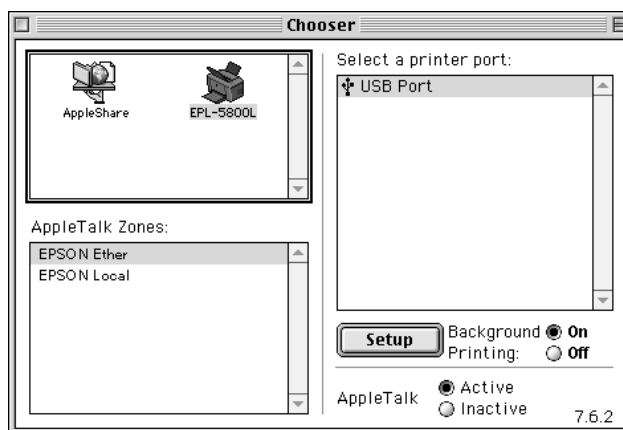 Chooser
AppleShare
EPL-5800L
AppleTalk Zones:
EPSON Ether
EPSON Local
Select a printer port:
USB Port
Setup
Background Printing:
On
Off
AppleTalk
Active
Inactive
7.6.2